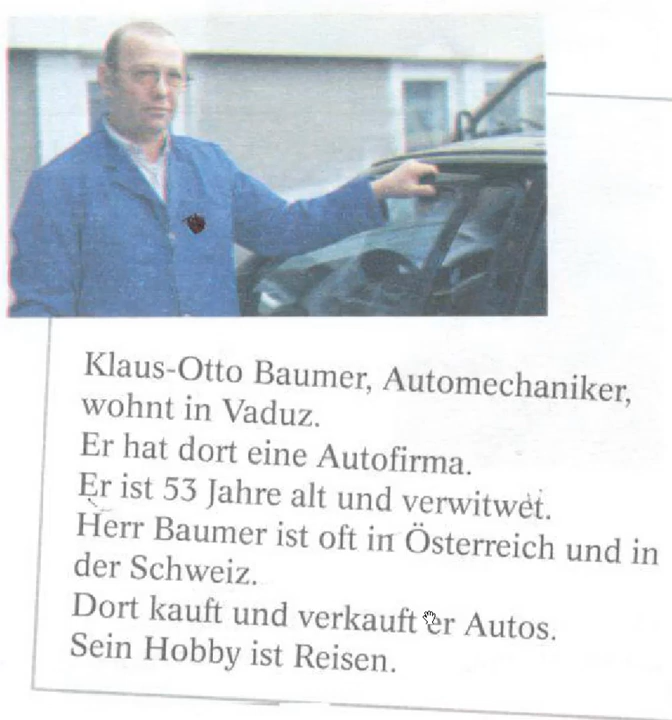 Klaus-Otto Baumer, Automechaniker,
wohnt in Vaduz.
Er hat dort eine Autofirma.
Er ist 53 Jahre alt und verwitwet.
Herr Baumer ist oft in Österreich und in
der Schweiz.
Dort kauft und verkauft er Autos.
Sein Hobby ist Reisen.